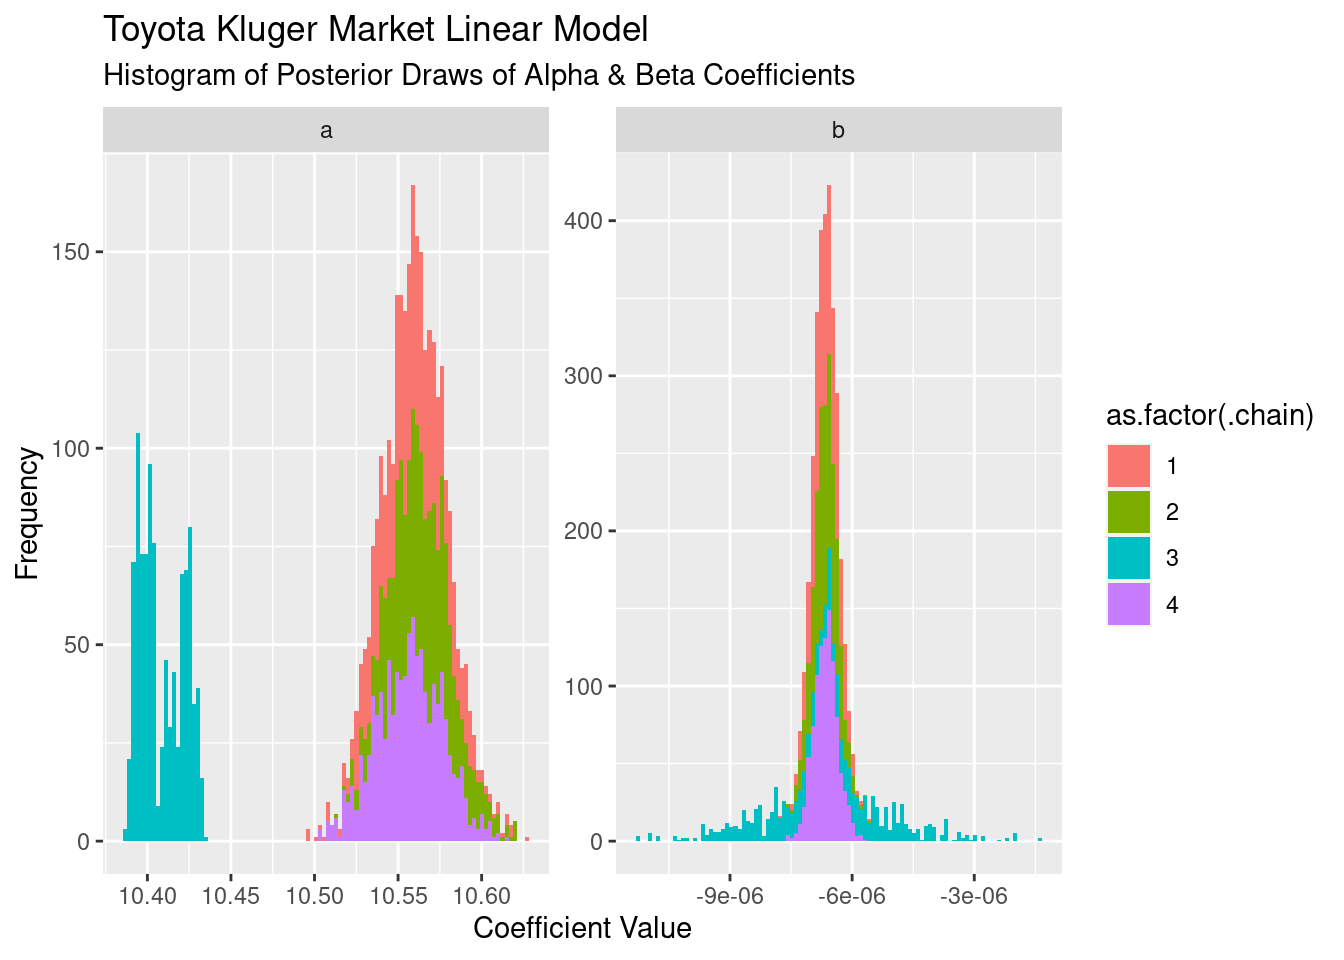 Toyota Kluger Market Linear Model
Histogram of Posterior Draws of Alpha & Beta Coefficients
a
b
Frequency
150
100
50
0
400
300
200
100
0
10.40 10.45 10.50 10.55 10.60
-9e-06 -6e-06 -3e-06
Coefficient Value
as.factor(.chain)
1
2
3
4